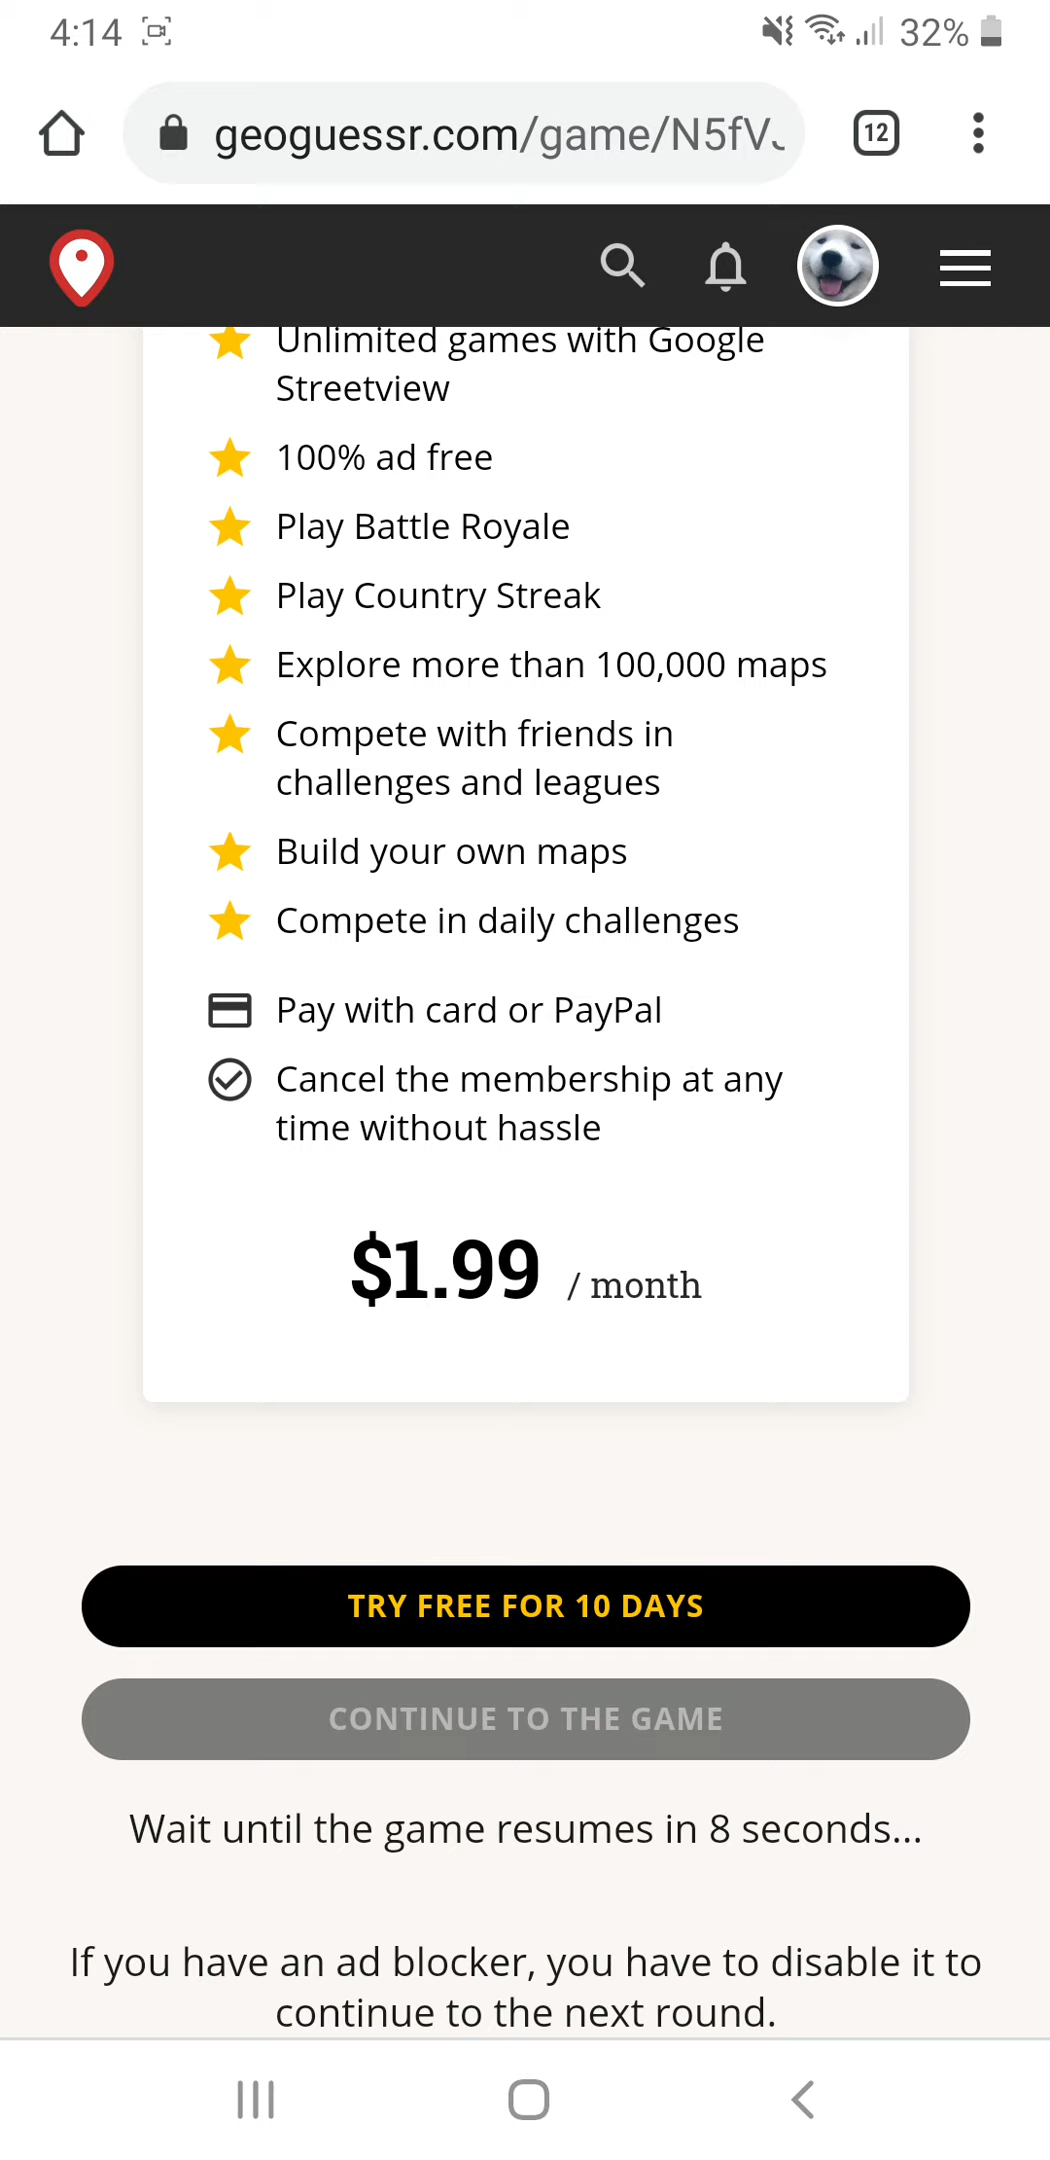 4:14
32%
geoguessr.com/game/N5fV
12
Unlimited games with Google
Streetview
100% ad free
Play Battle Royale
Play Country Streak
Explore more than 100,000 maps
Compete with friends in
challenges and leagues
Build your own maps
Compete in daily challenges
Pay with card or PayPal
Cancel the membership at any
time without hassle
$1.99 / month
TRY FREE FOR 10 DAYS
CONTINUE TO THE GAME
Wait until the game resumes in 8 seconds...
If you have an ad blocker, you have to disable it to
continue to the next round.